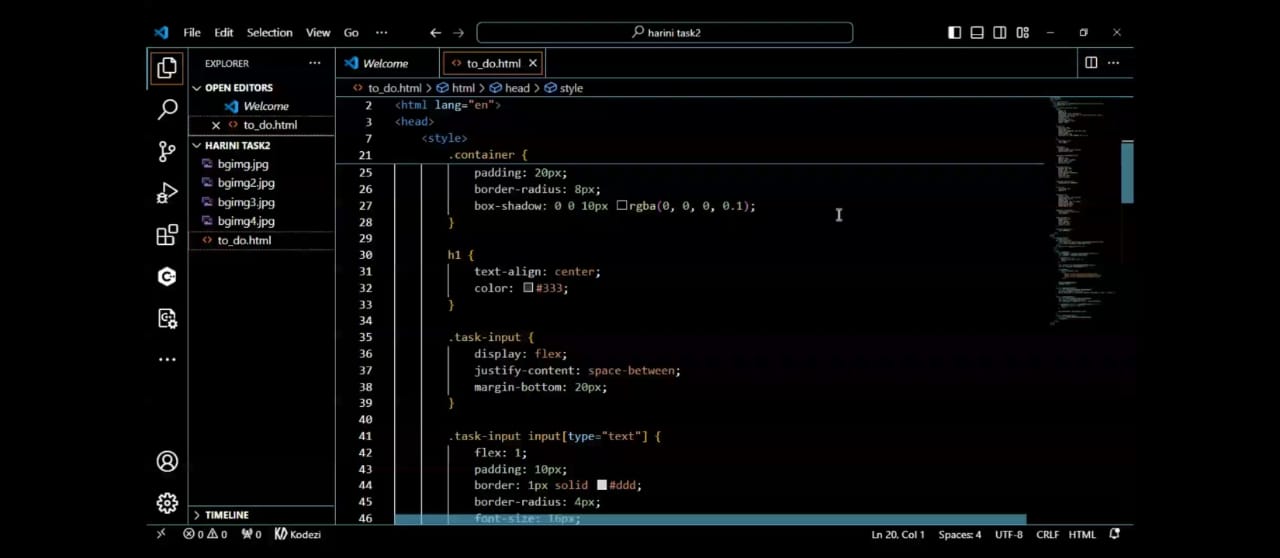 File Edit Selection View Go ··· harini task2
EXPLORER ···
OPEN EDITORS
Welcome
to_do.html
HARINI TASK2
bgimg.jpg
bgimg2.jpg
bgimg3.jpg
bgimg4.jpg
to_do.html
TIMELINE
Welcome to_do.html
to_do.html > html > head > style
2 <html lang="en">
3 <head>
7 <style>
21 .container {
25 padding: 20px;
26 border-radius: 8px;
27 box-shadow: 0 0 10px rgba(0, 0, 0, 0.1);
28 }
29
30 h1 {
31 text-align: center;
32 color: #333;
33 }
34
35 .task-input {
36 display: flex;
37 justify-content: space-between;
38 margin-bottom: 20px;
39 }
40
41 .task-input input[type="text"] {
42 flex: 1;
43 padding: 10px;
44 border: 1px solid #ddd;
45 border-radius: 4px;
46 font-size: 16px;
0 0 0 Kodezi Ln 20, Col 1 Spaces: 4 UTF-8 CRLF HTML